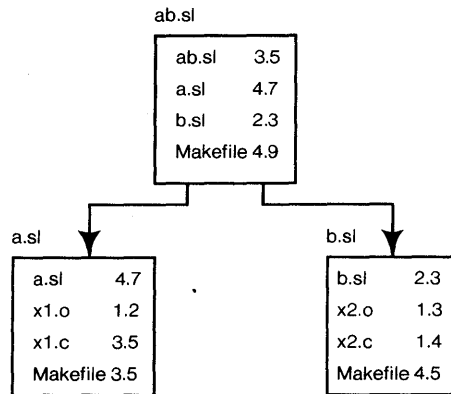 ab.sl
ab.sl 3.5
a.sl 4.7
b.sl 2.3
Makefile 4.9
a.sl
a.sl 4.7
x1.o 1.2
x1.c 3.5
Makefile 3.5
b.sl
b.sl 2.3
x2.o 1.3
x2.c 1.4
Makefile 4.5